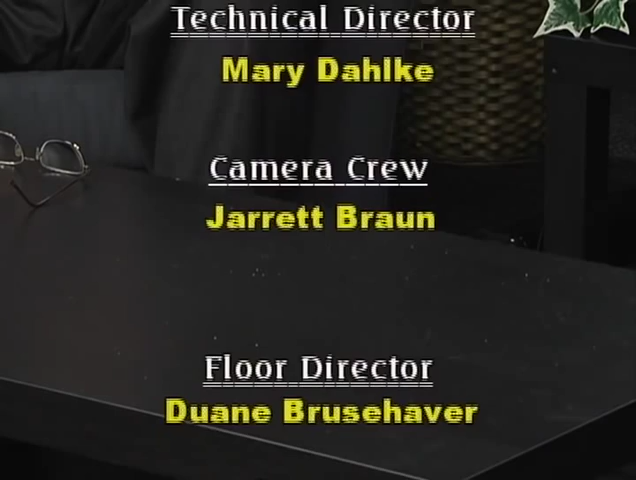 Technical Director
Mary Dahlke
Camera Crew
Jarrett Braun
Floor Director
Duane Brusehaver